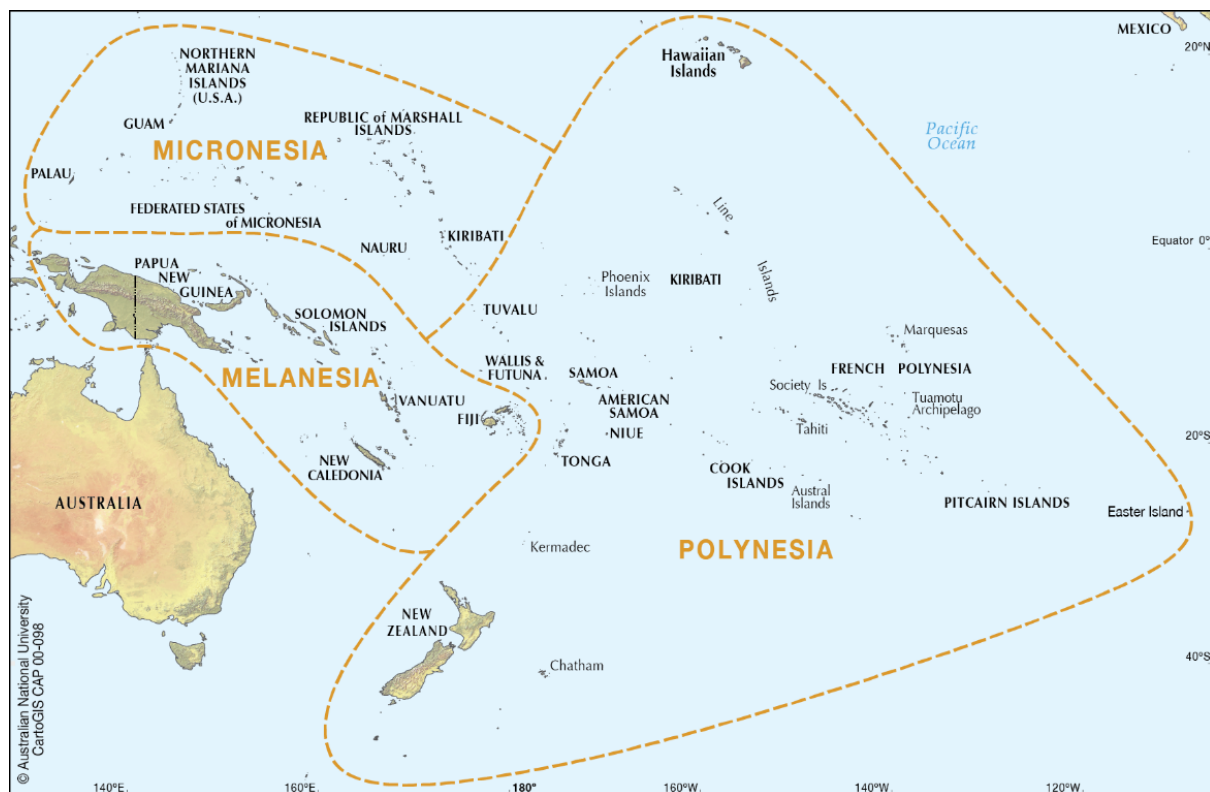 MEXICO
20°N
NORTHERN
MARIANA
ISLANDS
(U.S.A.)
Hawaiian
Islands
GUAM
REPUBLIC of MARSHALL
ISLANDS
Pacific
Ocean
MICRONESIA
PALAU
FEDERATED STATES
of MICRONESIA
Line
Islands
KIRIBATI
NAURU
Equator 0°
PAPUA
NEW
GUINEA
Phoenix
Islands
KIRIBATI
SOLOMON
ISLANDS
TUVALU
Marquesas
WALLIS &
FUTUNA
SAMOA
FRENCH POLYNESIA
MELANESIA
Society Is
AMERICAN
SAMOA
VANUATU
Tuamotu
Archipelago
FIJI
Tahiti
NIUE
20°S
NEW
CALEDONIA
TONGA
COOK
ISLANDS
Austral
Islands
AUSTRALIA
PITCAIRN ISLANDS
Easter Island
Kermadec
POLYNESIA
NEW
ZEALAND
Chatham
40°S
© Australian National University
CartoGIS CAP 00-098
140°E
160°E
180°
160°W
140°W
120°W